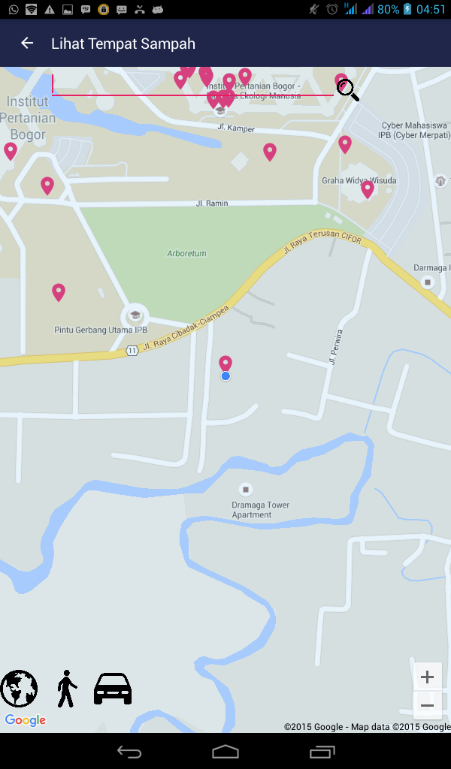 80% 04:51
Lihat Tempat Sampah
Institut Pertanian Bogor -
Ekologi Manusia
Institut
Pertanian
Bogor
Jl. Kamper
Cyber Mahasiswa
IPB (Cyber Merpati)
Graha Widya Wisuda
Jl. Ramin
Jl. Raya Terusan CIFOR
Arboretum
Darmaga
Pintu Gerbang Utama IPB
11
Jl. Raya Cibadak-Ciampea
Jl. Perwira
Dramaga Tower
Apartment
+
−
Google
©2015 Google - Map data ©2015 Google